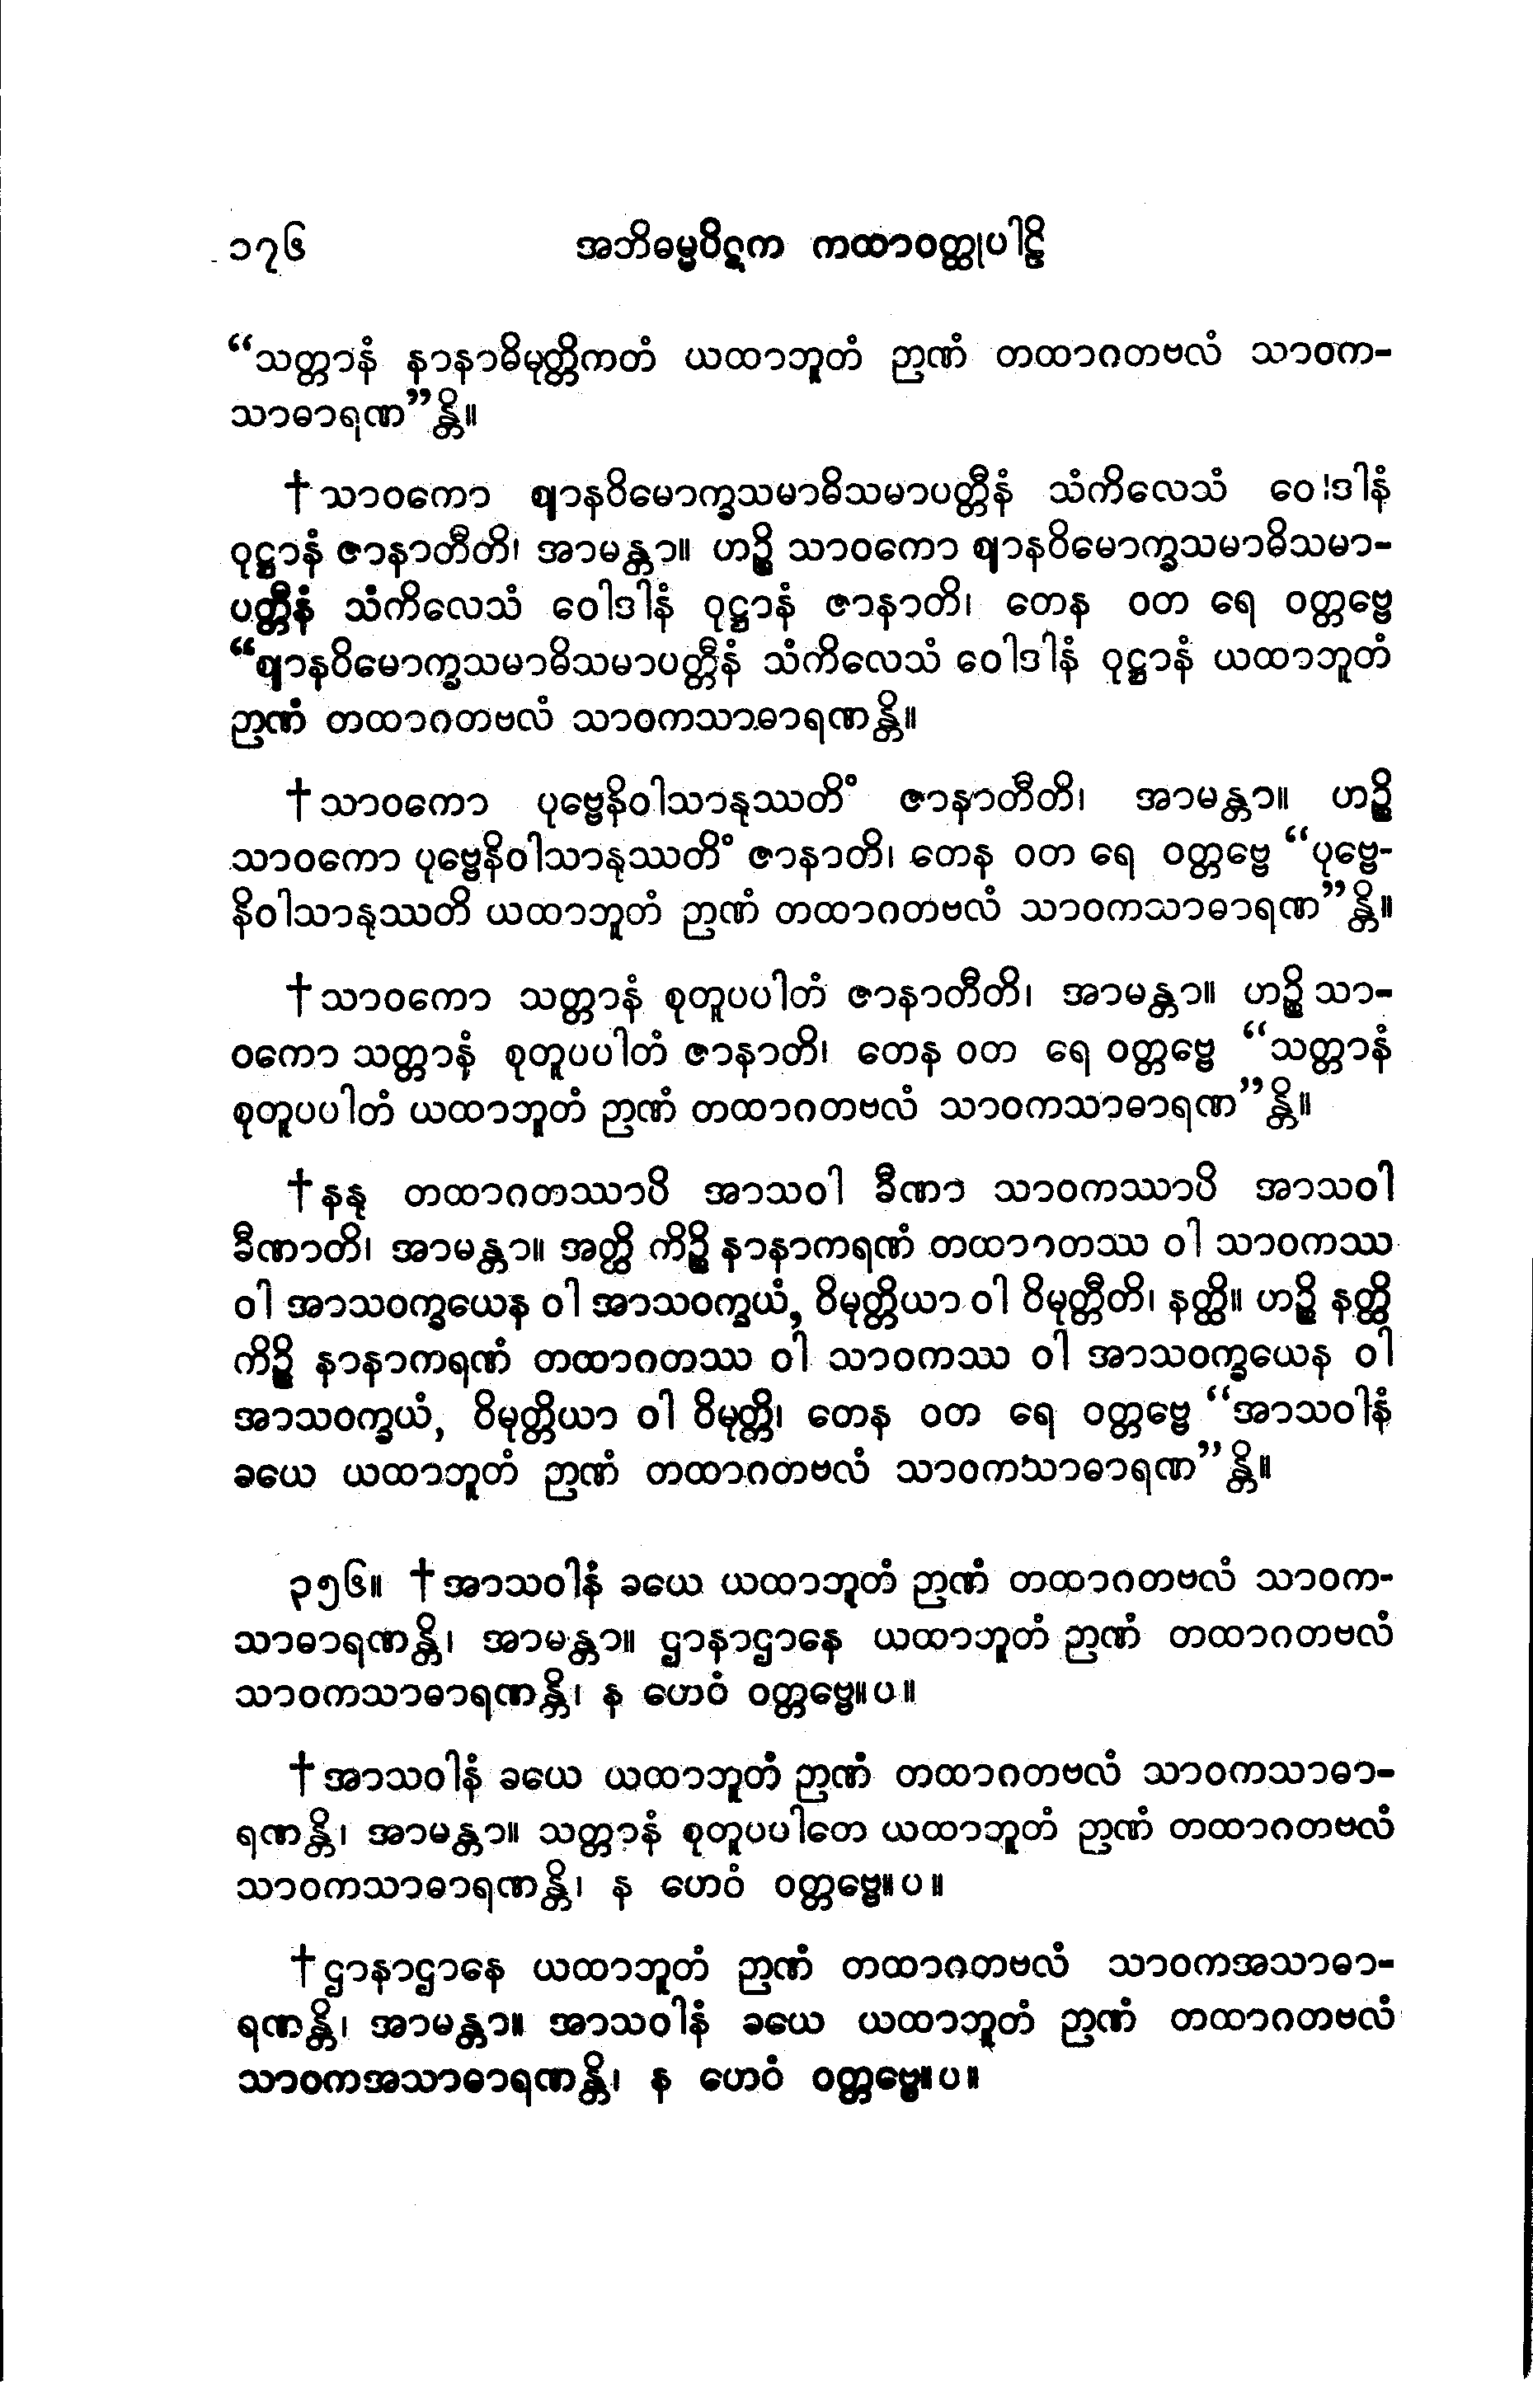 ၁၇၆ အဘိဓမ္မပိဋက ကထာဝတ္ထုပါဠိ
“သတ္တာနံ နာနာဓိမုတ္တိကတံ ယထာဘူတံ ဉာဏံ တထာဂတဗလံ သာဝက-
သာဓာရဏ”န္တိ။
†သာဝကော ဈာနဝိမောက္ခသမာဓိသမာပတ္တီနံ သံကိလေသံ ဝေါဒါနံ
ဝုဋ္ဌာနံ ဇာနာတီတိ၊ အာမန္တာ။ ဟဉ္စိ သာဝကော ဈာနဝိမောက္ခသမာဓိသမာ-
ပတ္တီနံ သံကိလေသံ ဝေါဒါနံ ဝုဋ္ဌာနံ ဇာနာတိ၊ တေန ဝတ ရေ ဝတ္တဗ္ဗေ
“ဈာနဝိမောက္ခသမာဓိသမာပတ္တီနံ သံကိလေသံ ဝေါဒါနံ ဝုဋ္ဌာနံ ယထာဘူတံ
ဉာဏံ တထာဂတဗလံ သာဝကသာဓာရဏန္တိ။
†သာဝကော ပုဗ္ဗေနိဝါသာနုဿတိံ ဇာနာတီတိ၊ အာမန္တာ။ ဟဉ္စိ
သာဝကော ပုဗ္ဗေနိဝါသာနုဿတိံ ဇာနာတိ၊ တေန ဝတ ရေ ဝတ္တဗ္ဗေ “ပုဗ္ဗေ-
နိဝါသာနုဿတိ ယထာဘူတံ ဉာဏံ တထာဂတဗလံ သာဝကသာဓာရဏ”န္တိ။
†သာဝကော သတ္တာနံ စုတူပပါတံ ဇာနာတီတိ၊ အာမန္တာ။ ဟဉ္စိ သာ-
ဝကော သတ္တာနံ စုတူပပါတံ ဇာနာတိ၊ တေန ဝတ ရေ ဝတ္တဗ္ဗေ “သတ္တာနံ
စုတူပပါတံ ယထာဘူတံ ဉာဏံ တထာဂတဗလံ သာဝကသာဓာရဏ”န္တိ။
†နနု တထာဂတဿာပိ အာသဝါ ခီဏာ သာဝကဿာပိ အာသဝါ
ခီဏာတိ၊ အာမန္တာ။ အတ္ထိ ကိဉ္စိ နာနာကရဏံ တထာဂတဿ ဝါ သာဝကဿ
ဝါ အာသဝက္ခယေန ဝါ အာသဝက္ခယံ, ဝိမုတ္တိယာ ဝါ ဝိမုတ္တီတိ၊ နတ္ထိ။ ဟဉ္စိ နတ္ထိ
ကိဉ္စိ နာနာကရဏံ တထာဂတဿ ဝါ သာဝကဿ ဝါ အာသဝက္ခယေန ဝါ
အာသဝက္ခယံ, ဝိမုတ္တိယာ ဝါ ဝိမုတ္တိ၊ တေန ဝတ ရေ ဝတ္တဗ္ဗေ “အာသဝါနံ
ခယေ ယထာဘူတံ ဉာဏံ တထာဂတဗလံ သာဝကသာဓာရဏ”န္တိ။
၃၅၆။ †အာသဝါနံ ခယေ ယထာဘူတံ ဉာဏံ တထာဂတဗလံ သာဝက-
သာဓာရဏန္တိ၊ အာမန္တာ။ ဌာနာဌာနေ ယထာဘူတံ ဉာဏံ တထာဂတဗလံ
သာဝကသာဓာရဏန္တိ၊ န ဟေဝံ ဝတ္တဗ္ဗေ။ပ။
†အာသဝါနံ ခယေ ယထာဘူတံ ဉာဏံ တထာဂတဗလံ သာဝကသာဓာ-
ရဏန္တိ၊ အာမန္တာ။ သတ္တာနံ စုတူပပါတေ ယထာဘူတံ ဉာဏံ တထာဂတဗလံ
သာဝကသာဓာရဏန္တိ၊ န ဟေဝံ ဝတ္တဗ္ဗေ။ပ။
†ဌာနာဌာနေ ယထာဘူတံ ဉာဏံ တထာဂတဗလံ သာဝကအသာဓာ-
ရဏန္တိ၊ အာမန္တာ။ အာသဝါနံ ခယေ ယထာဘူတံ ဉာဏံ တထာဂတဗလံ
သာဝကအသာဓာရဏန္တိ၊ န ဟေဝံ ဝတ္တဗ္ဗေ။ပ။